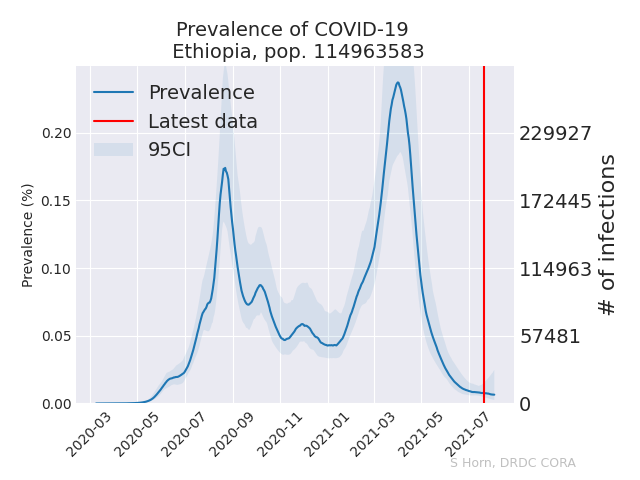 Prevalence of COVID-19
Ethiopia, pop. 114963583
Prevalence
Latest data
95CI
Prevalence (%)
0.20
0.15
0.10
0.05
0.00
229927
172445
114963
57481
0
# of infections
2020-03
2020-05
2020-07
2020-09
2020-11
2021-01
2021-03
2021-05
2021-07
S Horn, DRDC CORA